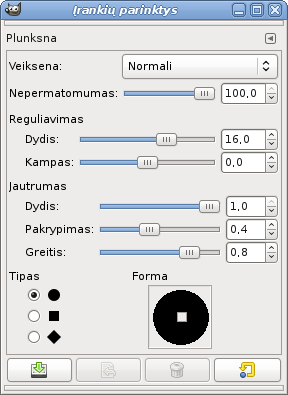 Įrankių parinktys
Plunksna
Veiksena: Normali
Nepermatomumas: 100,0
Reguliavimas
Dydis: 16,0
Kampas: 0,0
Jautrumas
Dydis: 1,0
Pakrypimas: 0,4
Greitis: 0,8
Tipas Forma